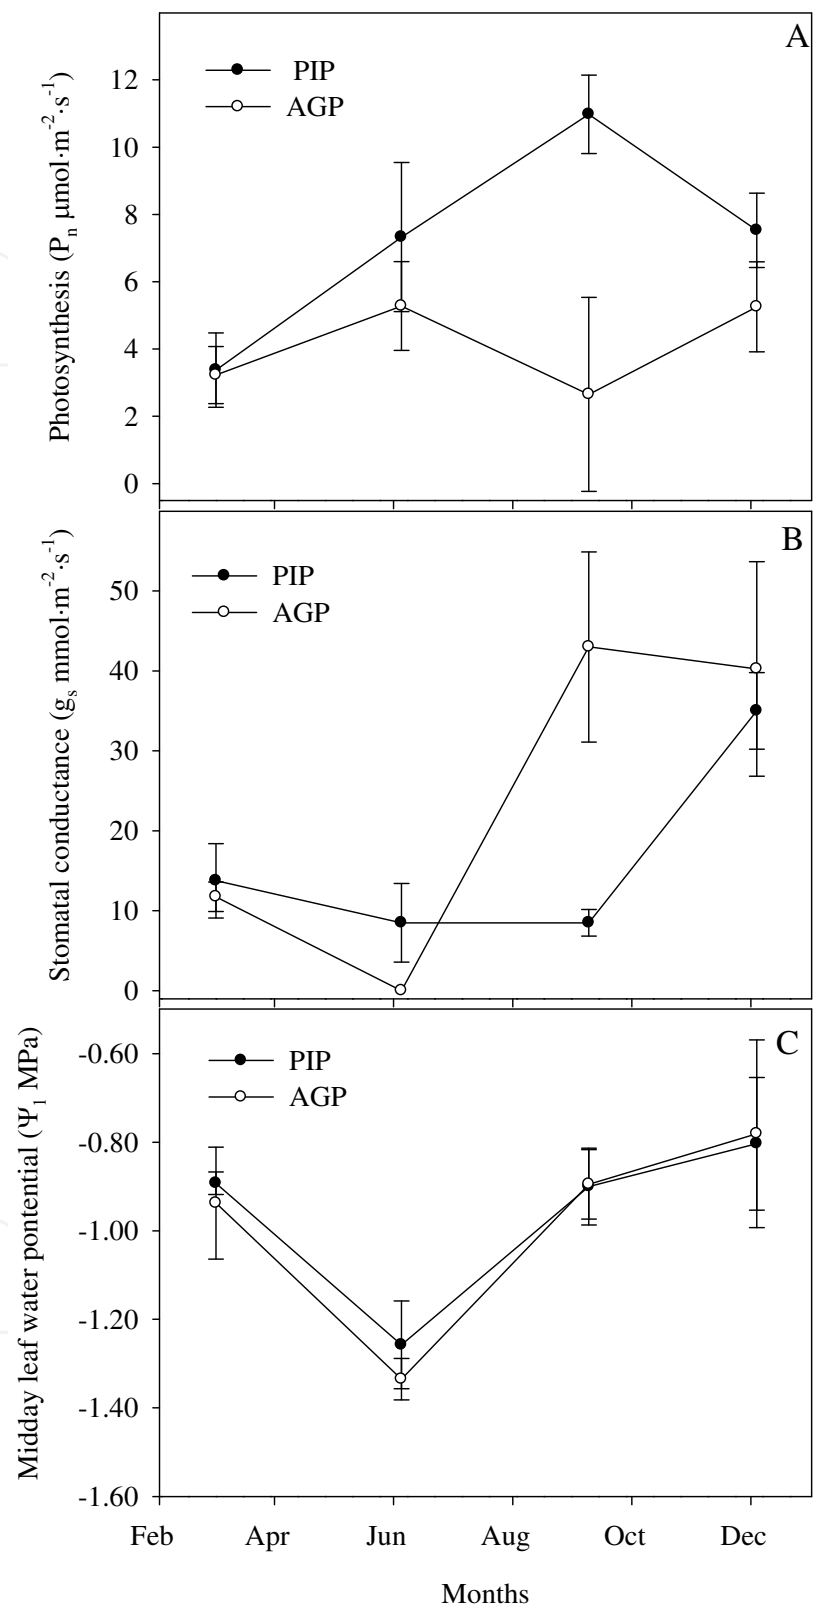 A
PIP
AGP
12
10
8
6
4
2
0
Photosynthesis (Pn µmol·m-2·s-1)
B
PIP
AGP
50
40
30
20
10
0
Stomatal conductance (gs mmol·m-2·s-1)
C
PIP
AGP
-0.60
-0.80
-1.00
-1.20
-1.40
-1.60
Midday leaf water pontential (Ψl MPa)
Feb Apr Jun Aug Oct Dec
Months